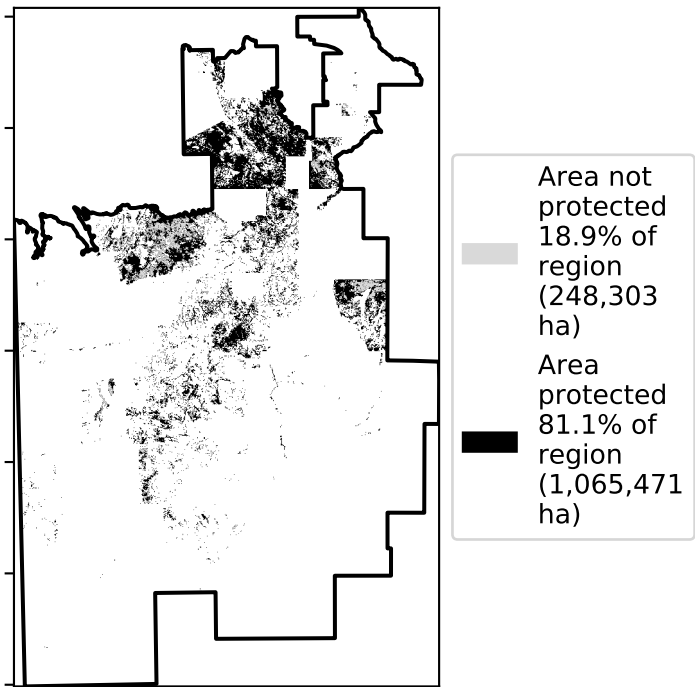 Area not
protected
18.9% of
region
(248,303
ha)
Area
protected
81.1% of
region
(1,065,471
ha)